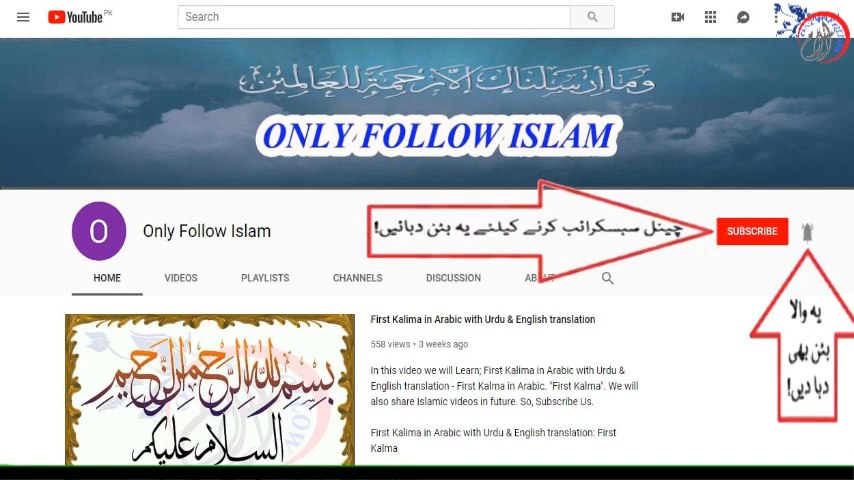 YouTube PK
Search
وما ارسلناك الا رحمة للعالمين
ONLY FOLLOW ISLAM
O
Only Follow Islam
چینل سبسکرائب کرنے کیلئے یہ بٹن دبائیں!
SUBSCRIBE
HOME VIDEOS PLAYLISTS CHANNELS DISCUSSION
یہ والا
بٹن بھی
دبا دیں!
بسم الله الرحمن الرحيم
السلام عليكم
First Kalima in Arabic with Urdu & English translation
558 views • 3 weeks ago
In this video we will Learn; First Kalima in Arabic with Urdu &
English translation - First Kalma in Arabic. "First Kalma". We will
also share Islamic videos in future. So, Subscribe Us.
First Kalima in Arabic with Urdu & English translation: First
Kalma